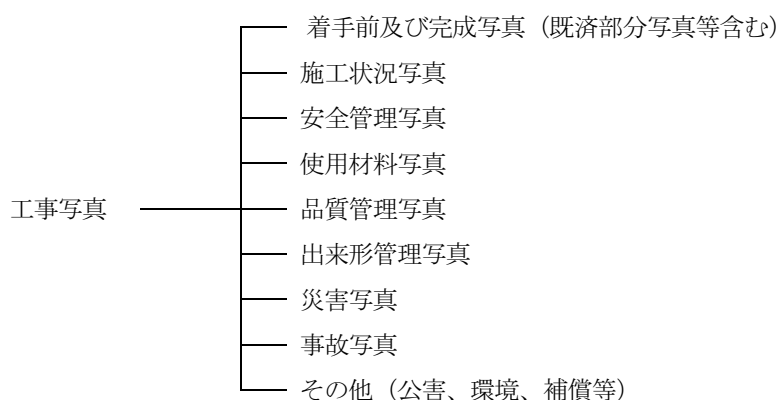 着手前及び完成写真（既済部分写真等含む）
施工状況写真
安全管理写真
使用材料写真
工事写真
品質管理写真
出来形管理写真
災害写真
事故写真
その他（公害、環境、補償等）